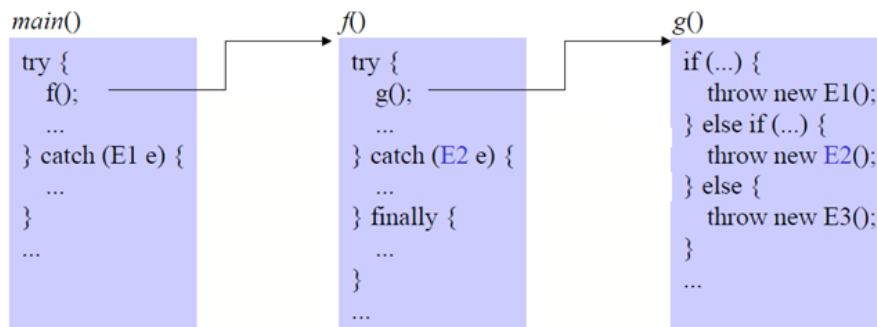 main()
try {
f();
...
} catch (E1 e) {
...
}
...
f()
try {
g();
...
} catch (E2 e) {
...
} finally {
...
}
...
g()
if (...) {
throw new E1();
} else if (...) {
throw new E2();
} else {
throw new E3();
}
...